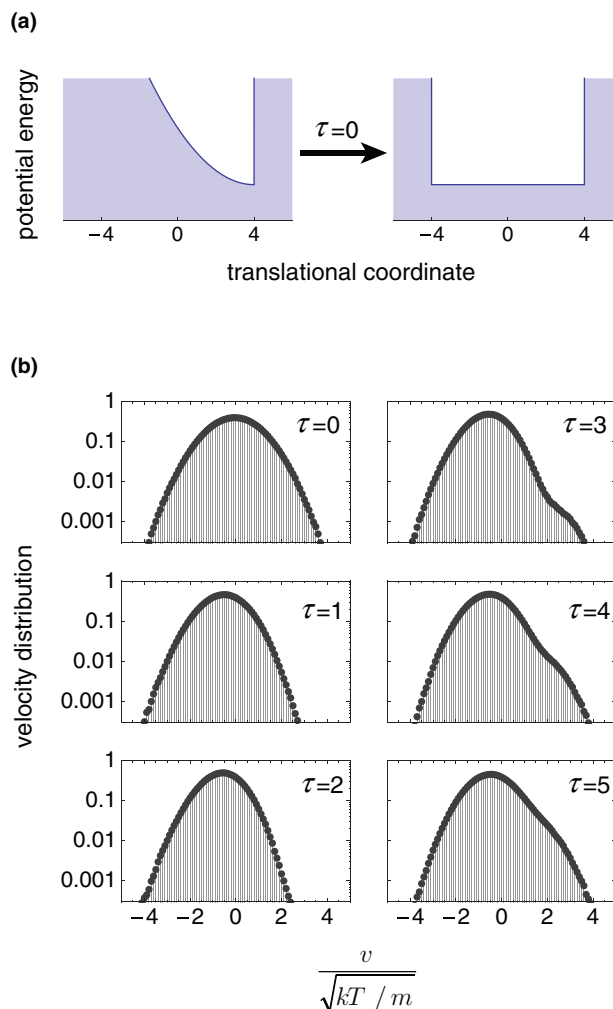 (a)
potential energy
τ=0
−4 0 4 −4 0 4
translational coordinate
(b)
velocity distribution
1
0.1
0.01
0.001
τ=0
τ=3
1
0.1
0.01
0.001
τ=1
τ=4
1
0.1
0.01
0.001
τ=2
τ=5
−4 −2 0 2 4 −4 −2 0 2 4
v
√kT / m